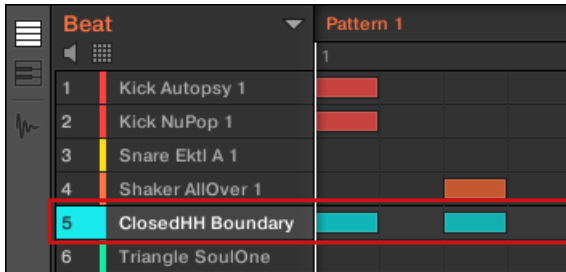 Beat
Pattern 1
1
1 Kick Autopsy 1
2 Kick NuPop 1
3 Snare Ektl A 1
4 Shaker AllOver 1
5 ClosedHH Boundary
6 Triangle SoulOne